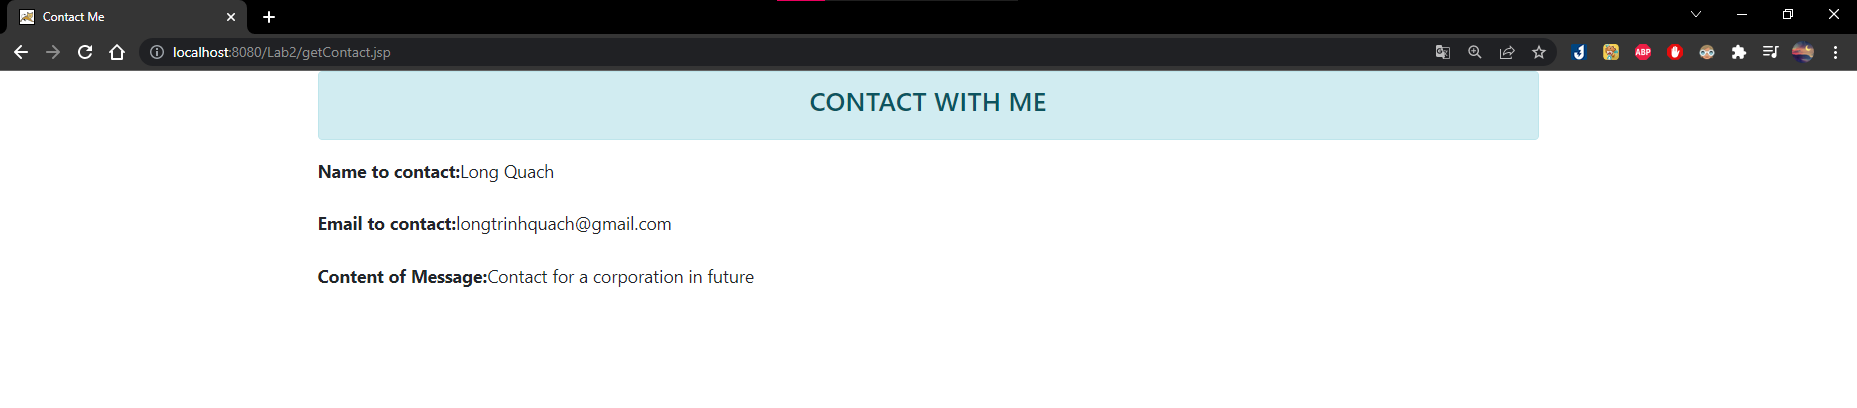 Contact Me
localhost:8080/Lab2/getContact.jsp
ABP
CONTACT WITH ME
Name to contact:Long Quach
Email to contact:longtrinhquach@gmail.com
Content of Message:Contact for a corporation in future